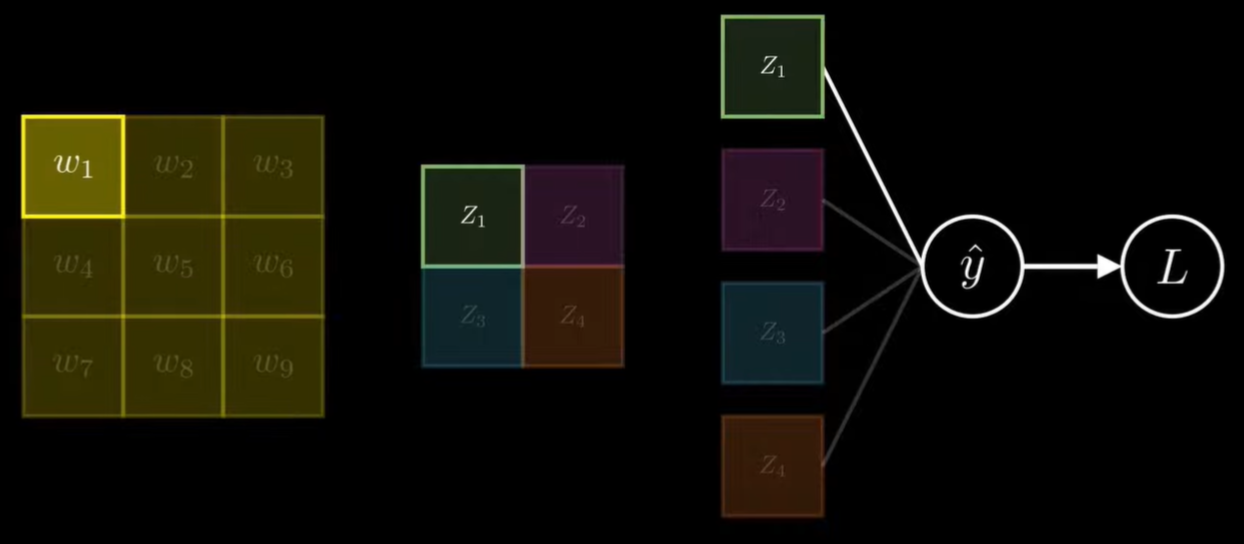 w₁ w₂ w₃
w₄ w₅ w₆
w₇ w₈ w₉
z₁ z₂
z₃ z₄
z₁
z₂
z₃
z₄
ŷ
L